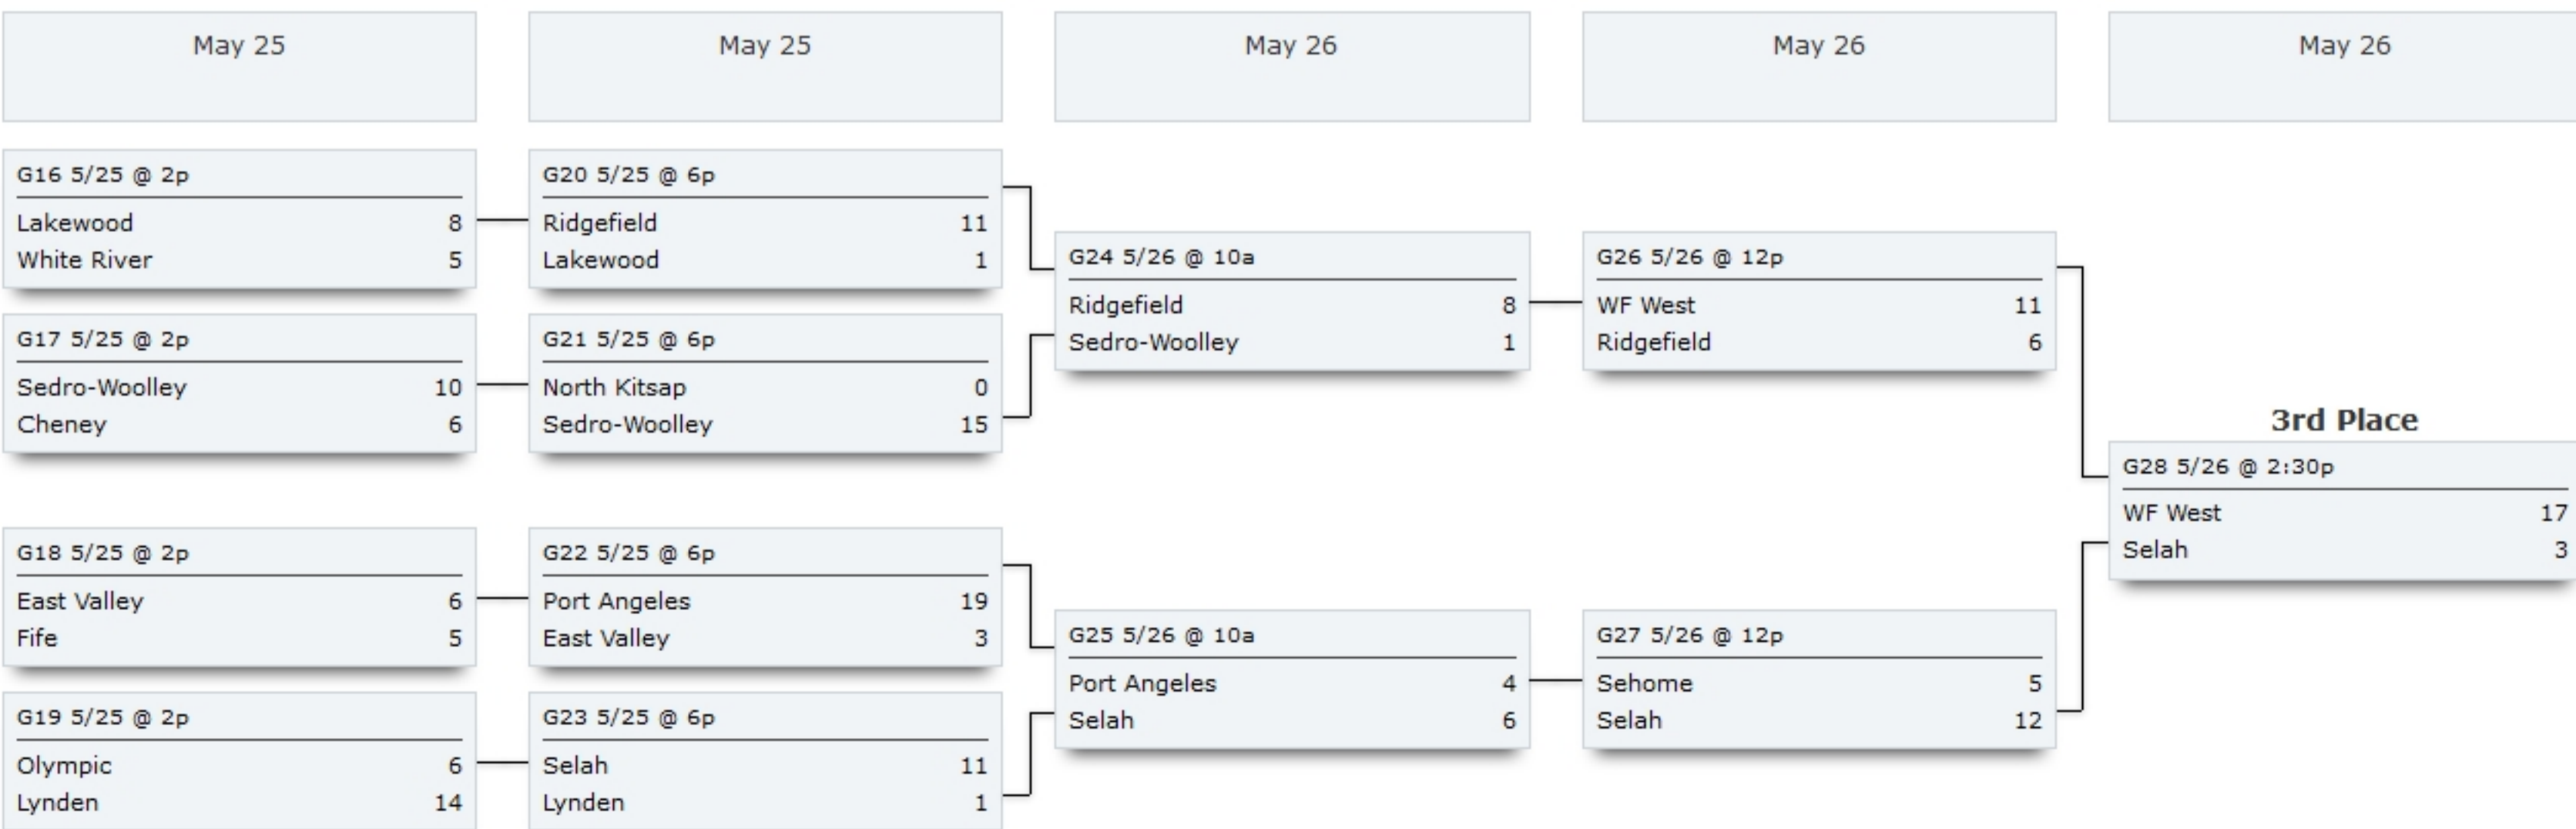 May 25
May 25
May 26
May 26
May 26
G16 5/25 @ 2p
Lakewood 8
White River 5
G17 5/25 @ 2p
Sedro-Woolley 10
Cheney 6
G18 5/25 @ 2p
East Valley 6
Fife 5
G19 5/25 @ 2p
Olympic 6
Lynden 14
G20 5/25 @ 6p
Ridgefield 11
Lakewood 1
G21 5/25 @ 6p
North Kitsap 0
Sedro-Woolley 15
G22 5/25 @ 6p
Port Angeles 19
East Valley 3
G23 5/25 @ 6p
Selah 11
Lynden 1
G24 5/26 @ 10a
Ridgefield 8
Sedro-Woolley 1
G25 5/26 @ 10a
Port Angeles 4
Selah 6
G26 5/26 @ 12p
WF West 11
Ridgefield 6
G27 5/26 @ 12p
Sehome 5
Selah 12
3rd Place
G28 5/26 @ 2:30p
WF West 17
Selah 3